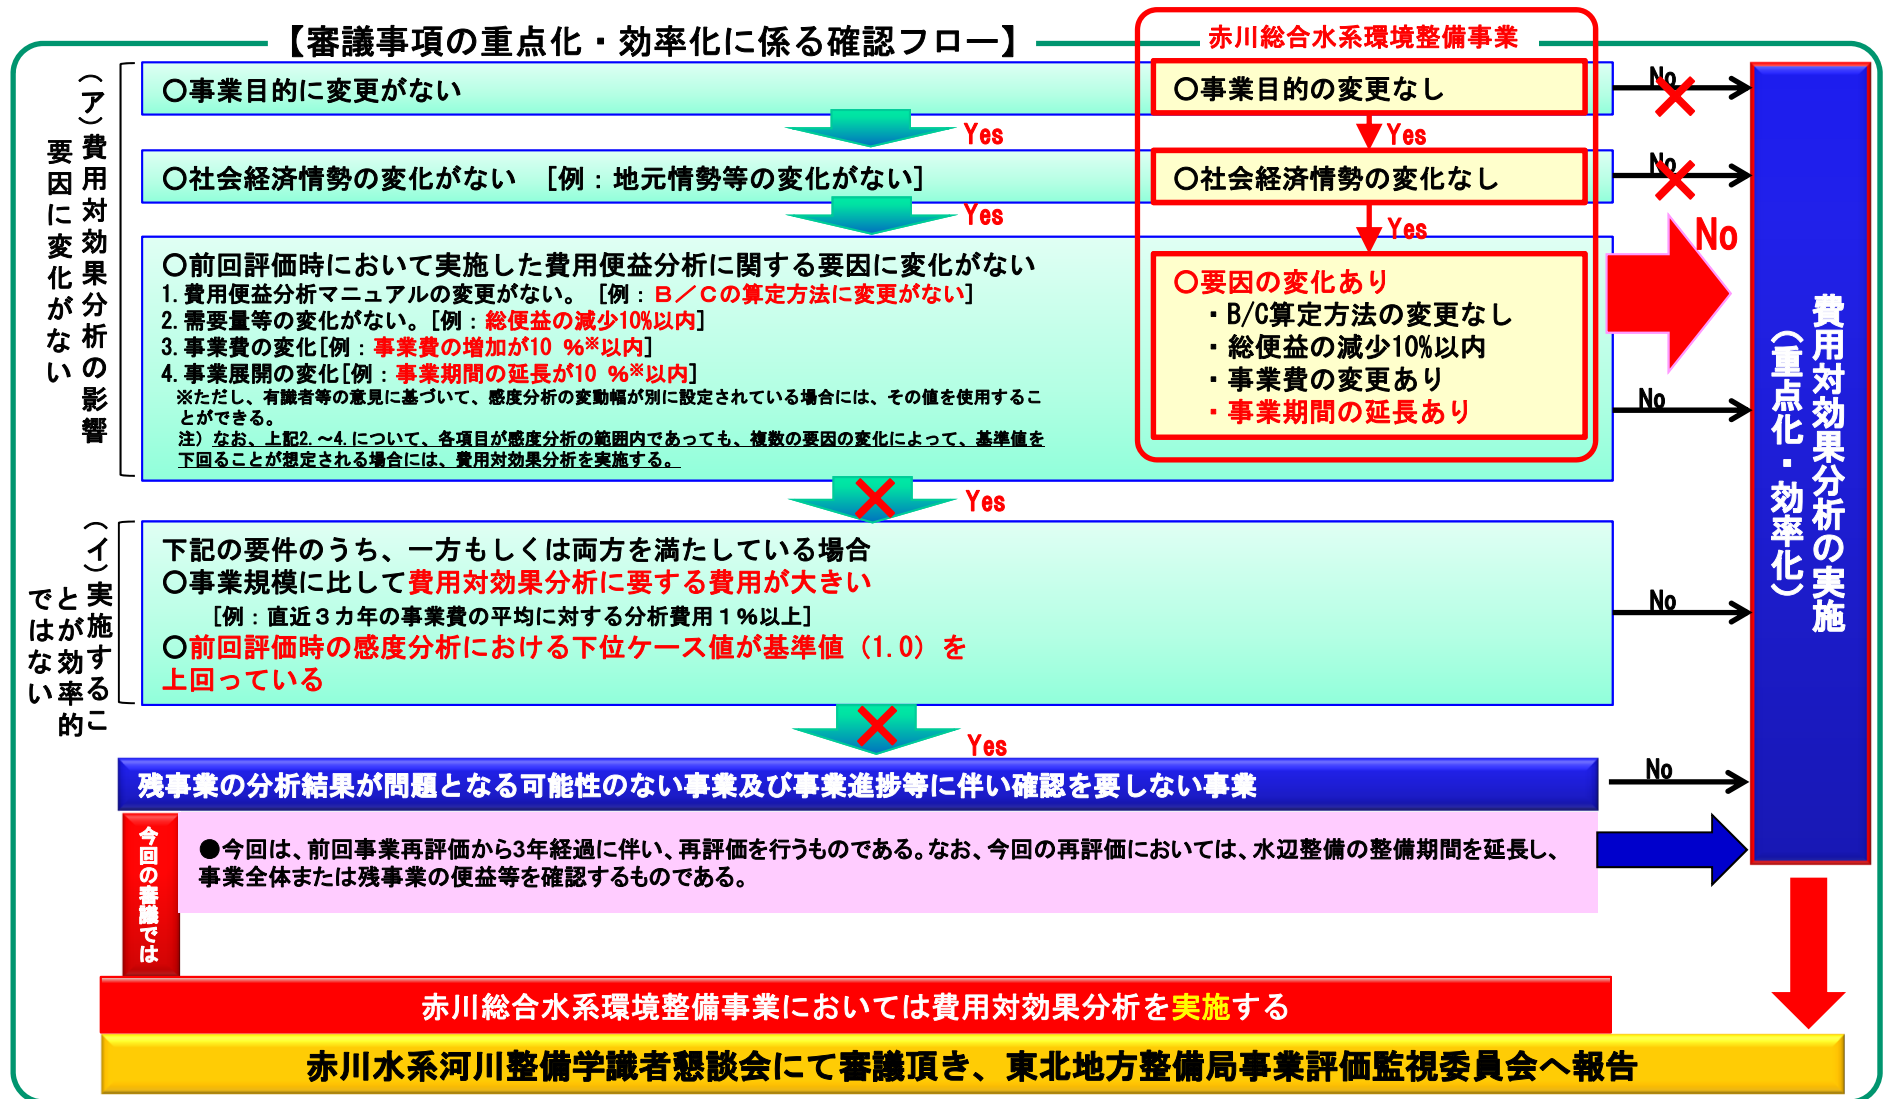 【審議事項の重点化・効率化に係る確認フロー】
赤川総合水系環境整備事業
(ア)費用対効果分析の影響
要因に変化がない
〇事業目的に変更がない
〇事業目的の変更なし
No
Yes
Yes
〇社会経済情勢の変化がない [例：地元情勢等の変化がない]
〇社会経済情勢の変化なし
No
Yes
Yes
〇前回評価時において実施した費用便益分析に関する要因に変化がない
1.費用便益分析マニュアルの変更がない。 [例：Ｂ／Ｃの算定方法に変更がない]
2.需要量等の変化がない。[例：総便益の減少10%以内]
3.事業費の変化[例：事業費の増加が10 %※以内]
4.事業展開の変化[例：事業期間の延長が10 %※以内]
※ただし、有識者等の意見に基づいて、感度分析の変動幅が別に設定されている場合には、その値を使用するこ
とができる。
注）なお、上記2.～4.について、各項目が感度分析の範囲内であっても、複数の要因の変化によって、基準値を
下回ることが想定される場合には、費用対効果分析を実施する。
〇要因の変化あり
・B/C算定方法の変更なし
・総便益の減少10%以内
・事業費の変更あり
・事業期間の延長あり
No
No
Yes
(イ)実施するこ
とが効率的
ではない
下記の要件のうち、一方もしくは両方を満たしている場合
〇事業規模に比して費用対効果分析に要する費用が大きい
[例：直近３カ年の事業費の平均に対する分析費用１%以上]
〇前回評価時の感度分析における下位ケース値が基準値（1.0）を
上回っている
No
Yes
残事業の分析結果が問題となる可能性のない事業及び事業進捗等に伴い確認を要しない事業
No
費用対効果分析の実施
（重点化・効率化）
今回の審議では
●今回は、前回事業再評価から3年経過に伴い、再評価を行うものである。なお、今回の再評価においては、水辺整備の整備期間を延長し、
事業全体または残事業の便益等を確認するものである。
赤川総合水系環境整備事業においては費用対効果分析を実施する
赤川水系河川整備学識者懇談会にて審議頂き、東北地方整備局事業評価監視委員会へ報告